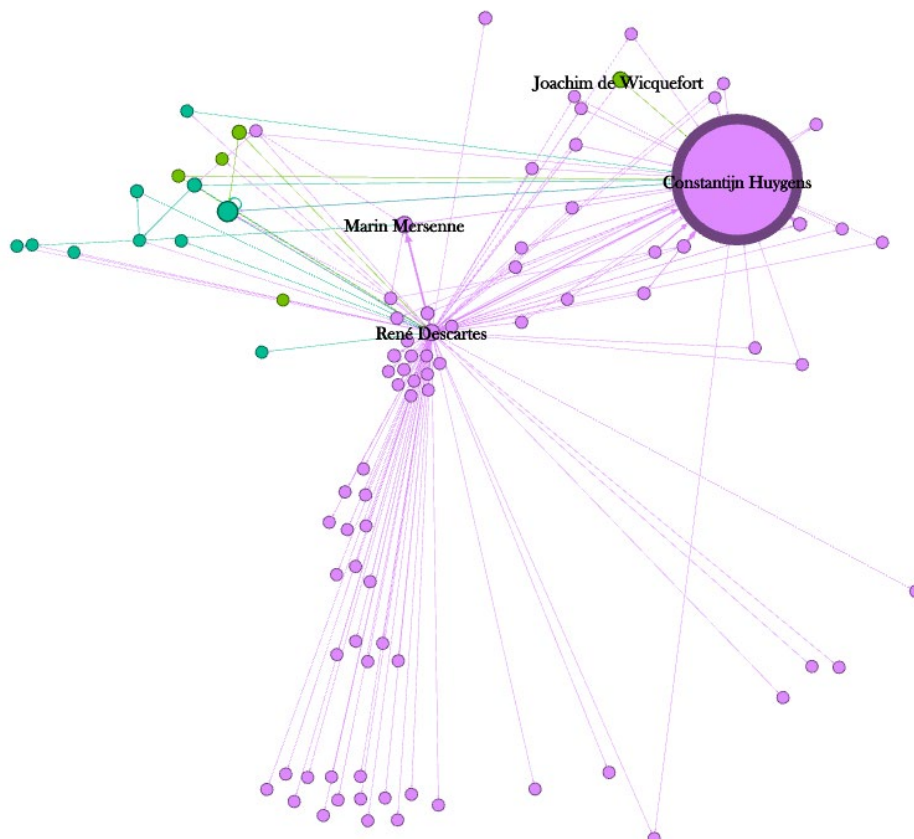 Joachim de Wicquefort
Constantijn Huygens
Marin Mersenne
René Descartes